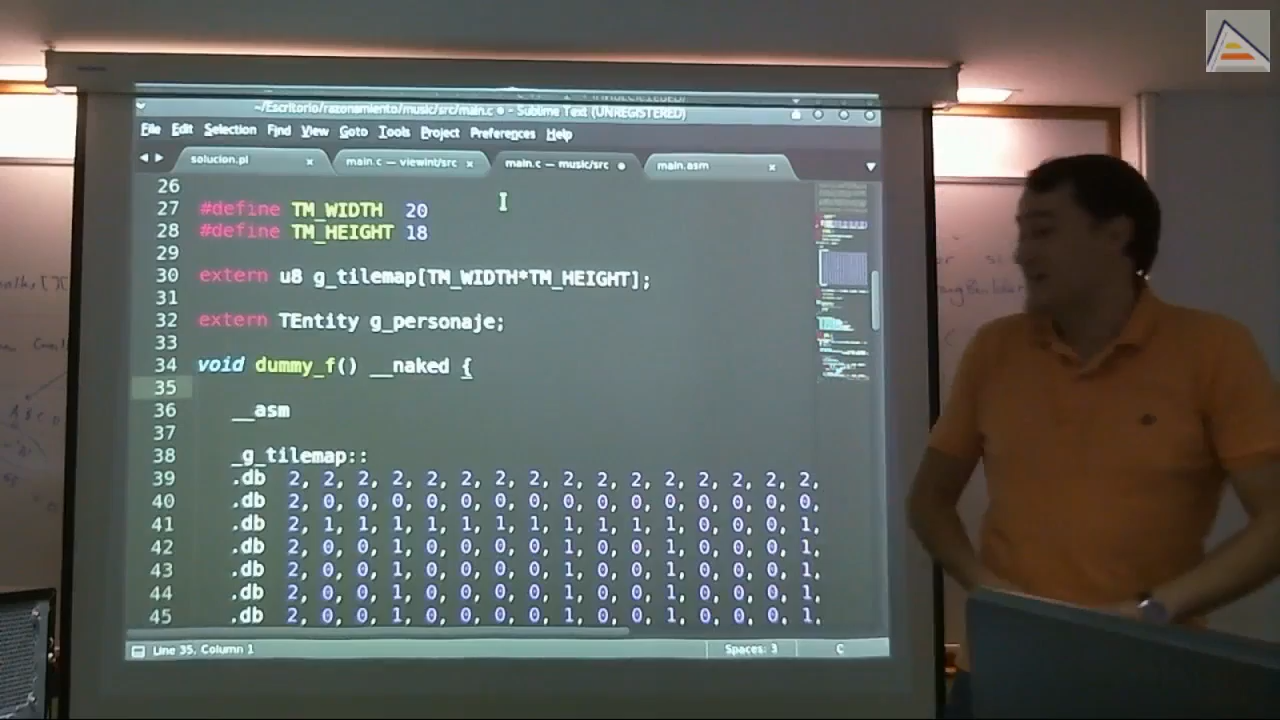 ~/Escritorio/razonamiento/music/src/main.c • - Sublime Text (UNREGISTERED)
File Edit Selection Find View Goto Tools Project Preferences Help
solucion.pl × main.c — viewint/src × main.c — music/src • main.asm ×
26
27 #define TM_WIDTH 20
28 #define TM_HEIGHT 18
29
30 extern u8 g_tilemap[TM_WIDTH*TM_HEIGHT];
31
32 extern TEntity g_personaje;
33
34 void dummy_f() __naked {
35
36 __asm
37
38 _g_tilemap::
39 .db 2, 2, 2, 2, 2, 2, 2, 2, 2, 2, 2, 2, 2, 2, 2, 2,
40 .db 2, 0, 0, 0, 0, 0, 0, 0, 0, 0, 0, 0, 0, 0, 0, 0,
41 .db 2, 1, 1, 1, 1, 1, 1, 1, 1, 1, 1, 1, 0, 0, 0, 1,
42 .db 2, 0, 0, 1, 0, 0, 0, 0, 1, 0, 0, 1, 0, 0, 0, 1,
43 .db 2, 0, 0, 1, 0, 0, 0, 0, 1, 0, 0, 1, 0, 0, 0, 1,
44 .db 2, 0, 0, 1, 0, 0, 0, 0, 1, 0, 0, 1, 0, 0, 0, 1,
45 .db 2, 0, 0, 1, 0, 0, 0, 0, 1, 0, 0, 1, 0, 0, 0, 1,
Line 35, Column 1 Spaces: 3 C